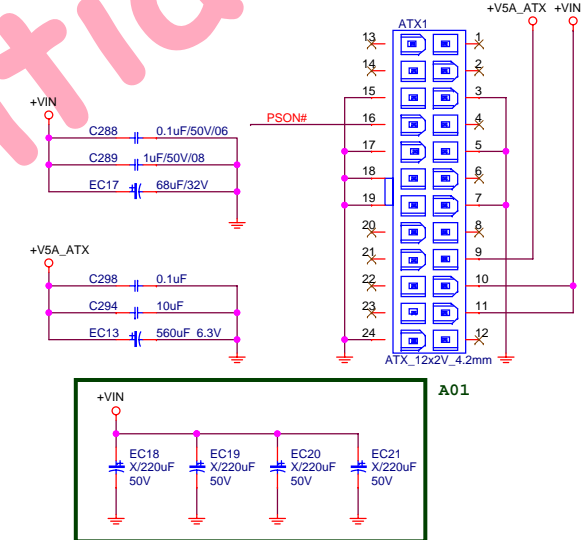 +V5A_ATX +VIN
ATX1
13 1
14 2
15 3
PSON# 16 4
17 5
18 6
19 7
20 8
21 9
22 10
23 11
24 12
ATX_12x2V_4.2mm
+VIN
C288 0.1uF/50V/06
C289 1uF/50V/08
EC17 68uF/32V
+V5A_ATX
C298 0.1uF
C294 10uF
EC13 560uF 6.3V
A01
+VIN
EC18 EC19 EC20 EC21
X/220uF X/220uF X/220uF X/220uF
50V 50V 50V 50V
tia